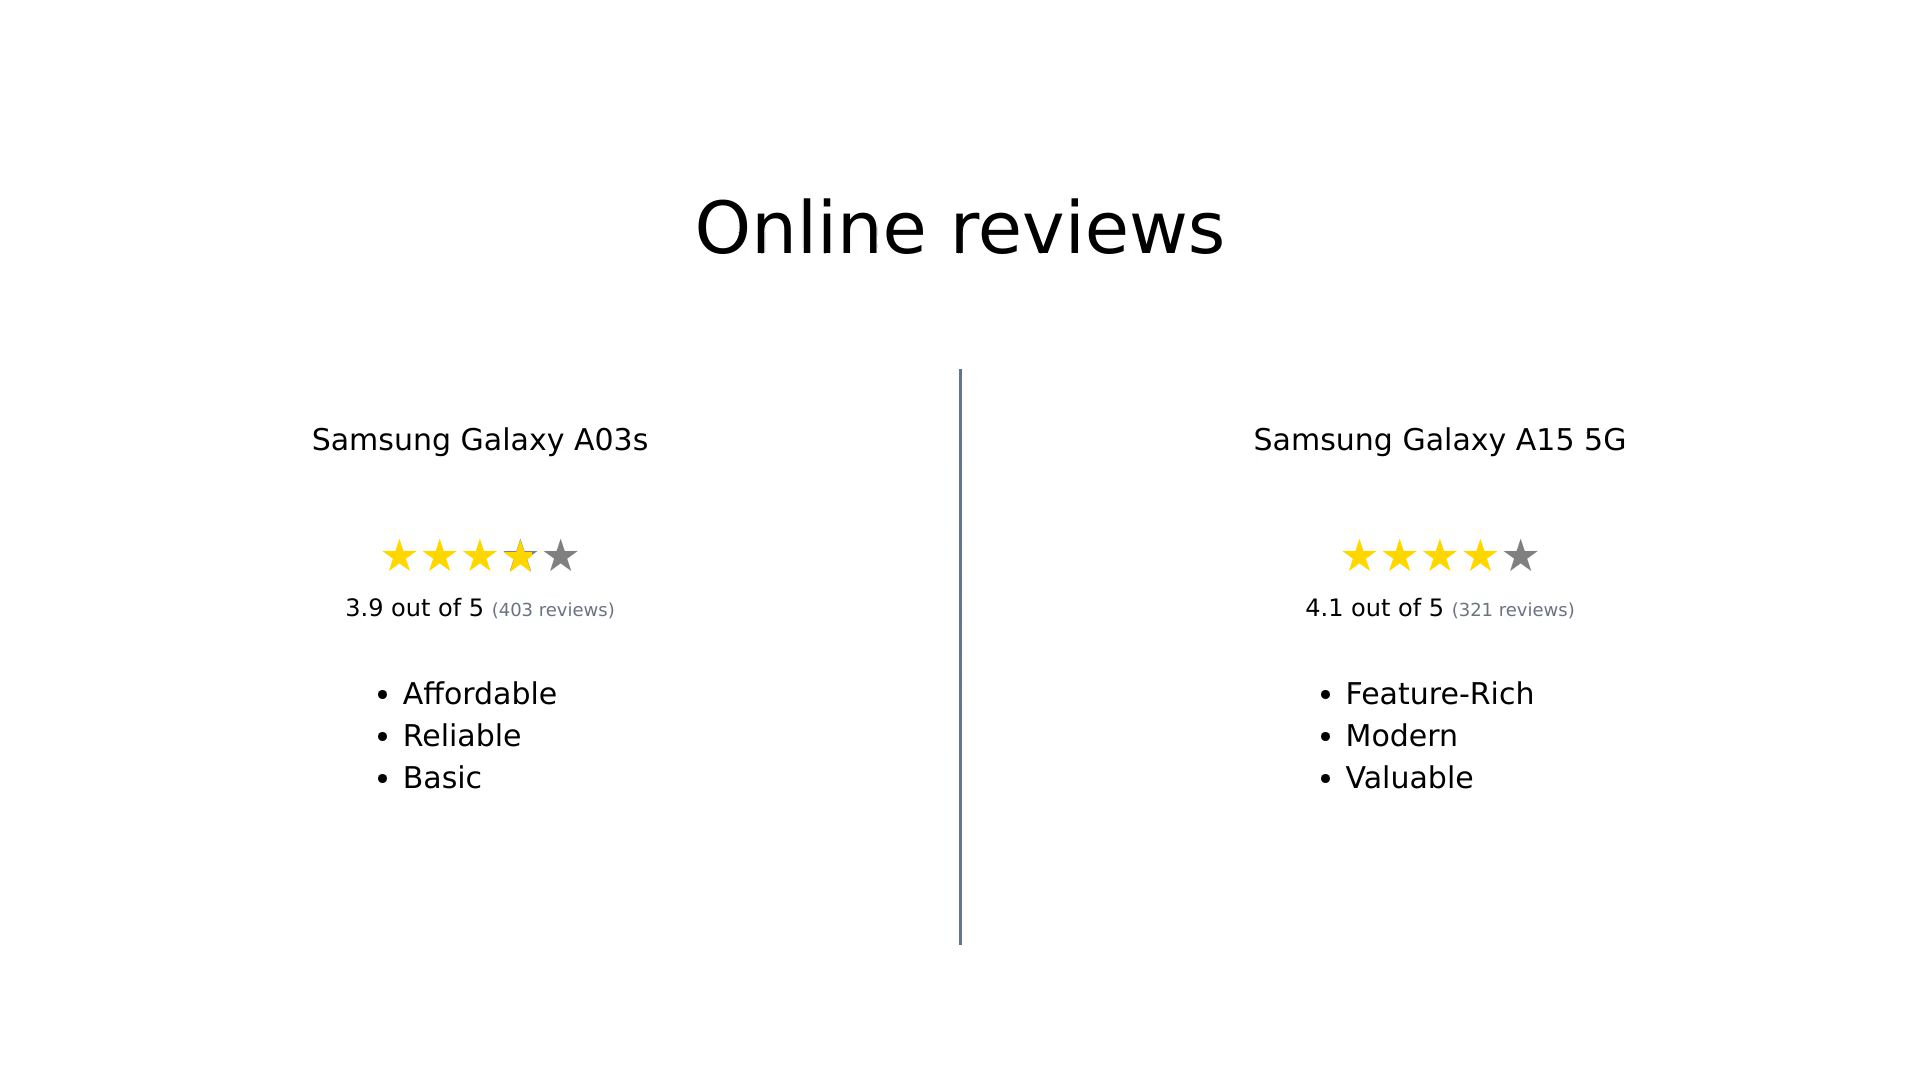 Online reviews
Samsung Galaxy A03s
3.9 out of 5 (403 reviews)
• Affordable
• Reliable
• Basic
Samsung Galaxy A15 5G
4.1 out of 5 (321 reviews)
• Feature-Rich
• Modern
• Valuable